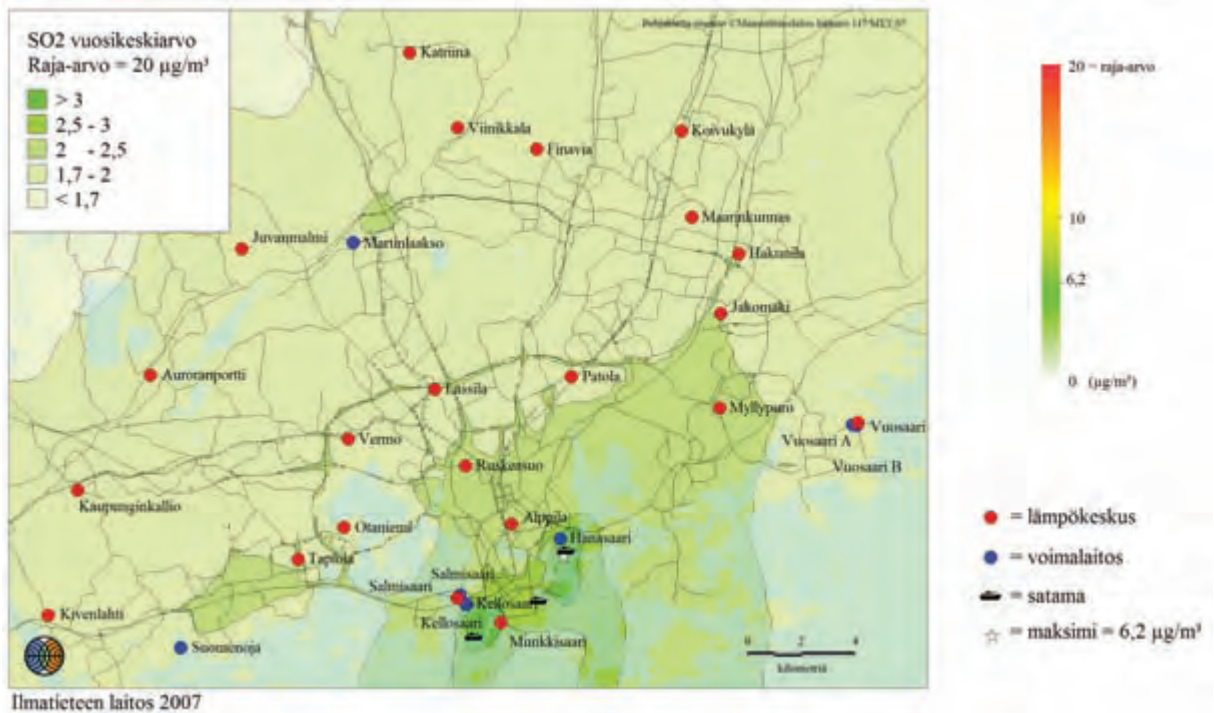 SO2 vuosikeskiarvo
Raja-arvo = 20 µg/m³
> 3
2,5 - 3
2 - 2,5
1,7 - 2
< 1,7
Katriina
Viinikkala
Finavia
Koivukylä
Maarinkunnas
Hakunila
Juvanmalmi
Martinlaakso
Jakomäki
Auroranportti
Lassila
Patola
Myllypuro
Vuosaari
Vuosaari A
Vuosaari B
Vermo
Ruskeasuo
Kaupunginkallio
Otaniemi
Alppila
Hanasaari
Tapiola
Salmisaari
Salmisaari
Kellosaari
Kellosaari
Munkkisaari
Kivenlahti
Suomenoja
0 2 4
kilometriä
20 = raja-arvo
10
6,2
0 (µg/m³)
= lämpökeskus
= voimalaitos
= satama
= maksimi = 6,2 µg/m³
Ilmatieteen laitos 2007